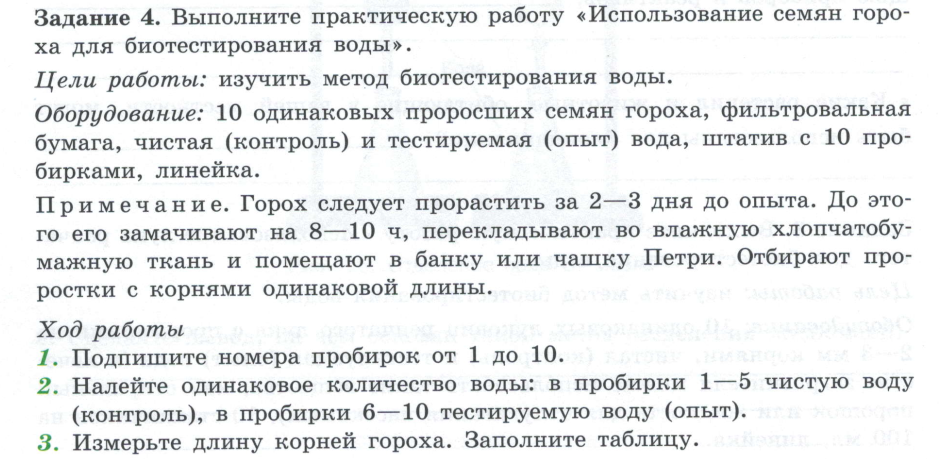 Задание 4. Выполните практическую работу «Использование семян горо-
ха для биотестирования воды».
Цели работы: изучить метод биотестирования воды.
Оборудование: 10 одинаковых проросших семян гороха, фильтровальная
бумага, чистая (контроль) и тестируемая (опыт) вода, штатив с 10 про-
бирками, линейка.
Примечание. Горох следует прорастить за 2—3 дня до опыта. До это-
го его замачивают на 8—10 ч, перекладывают во влажную хлопчатобу-
мажную ткань и помещают в банку или чашку Петри. Отбирают про-
ростки с корнями одинаковой длины.
Ход работы
1. Подпишите номера пробирок от 1 до 10.
2. Налейте одинаковое количество воды: в пробирки 1—5 чистую воду
(контроль), в пробирки 6—10 тестируемую воду (опыт).
3. Измерьте длину корней гороха. Заполните таблицу.